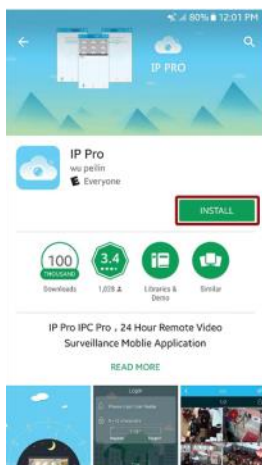 80% 12:01 PM
IP PRO
IP Pro
wu peilin
E Everyone
INSTALL
100
THOUSAND
Downloads
3.4
1,028
Libraries &
Demo
Similar
IP Pro IPC Pro , 24 Hour Remote Video
Surveillance Moblie Application
READ MORE
Login